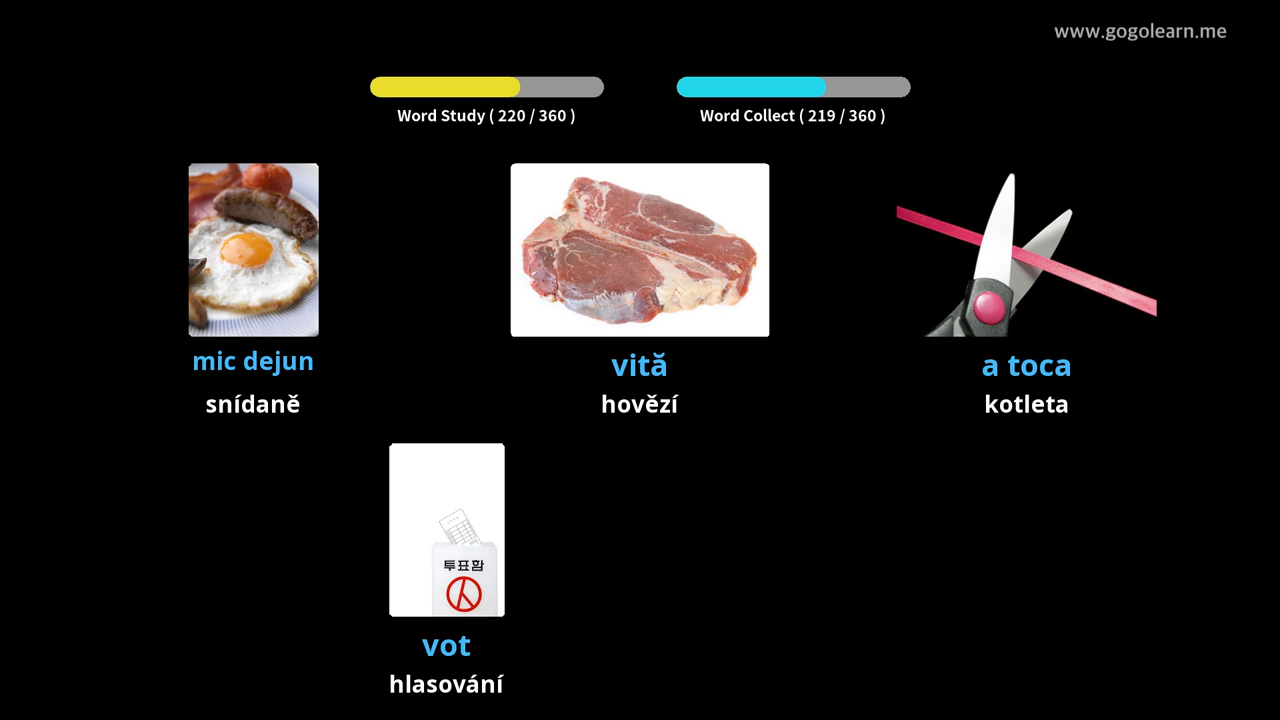 www.gogolearn.me
Word Study ( 220 / 360 )
Word Collect ( 219 / 360 )
mic dejun
snídaně
vită
hovězí
a toca
kotleta
투표함
vot
hlasování